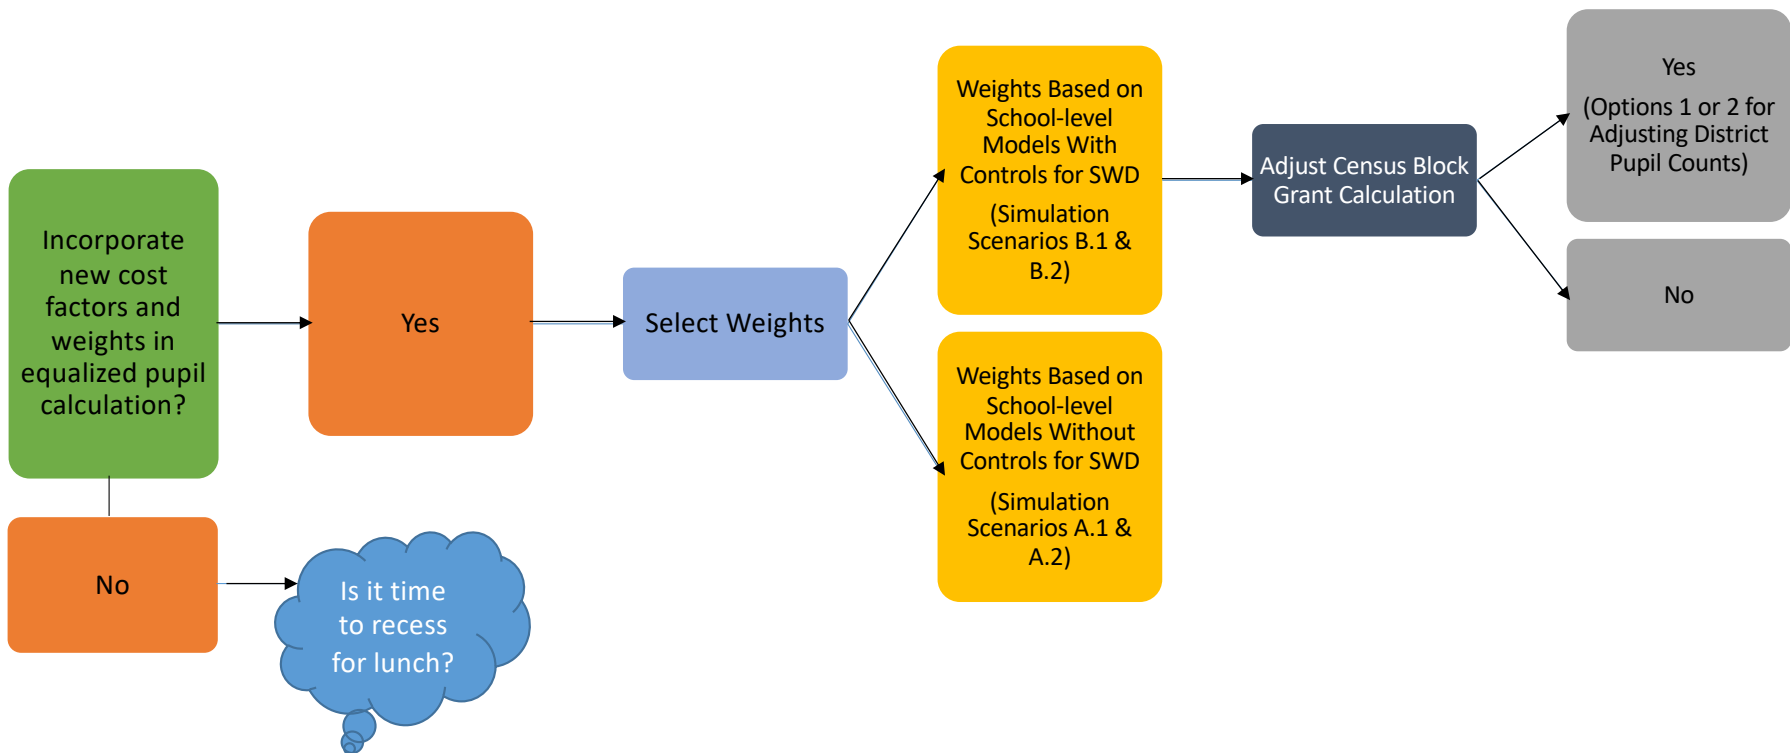 Incorporate
new cost
factors and
weights in
equalized pupil
calculation?
No
Is it time
to recess
for lunch?
Yes
Select Weights
Weights Based on
School-level
Models With
Controls for SWD
(Simulation
Scenarios B.1 &
B.2)
Weights Based on
School-level
Models Without
Controls for SWD
(Simulation
Scenarios A.1 &
A.2)
Adjust Census Block
Grant Calculation
Yes
(Options 1 or 2 for
Adjusting District
Pupil Counts)
No